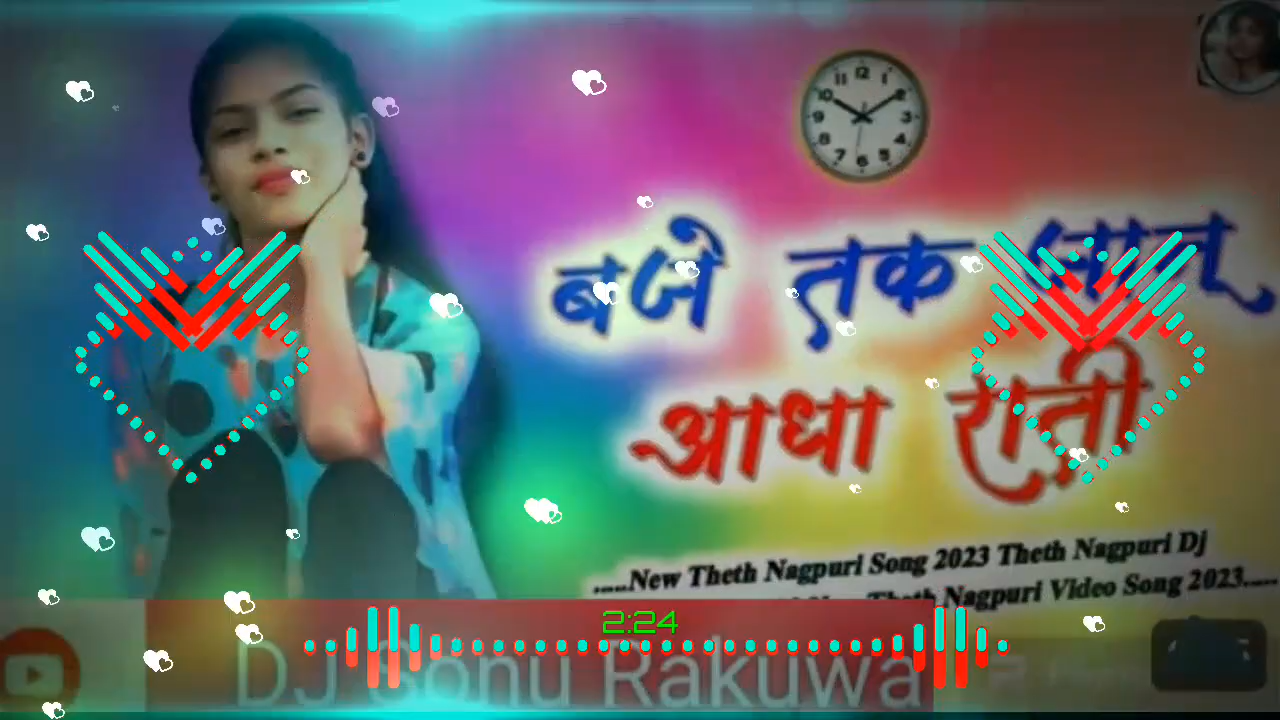 बजे तक
आधा राती
.....New Theth Nagpuri Song 2023 Theth Nagpuri Dj
Theth Nagpuri Video Song 2023.....
2:24
DJ Sonu Rakuwa